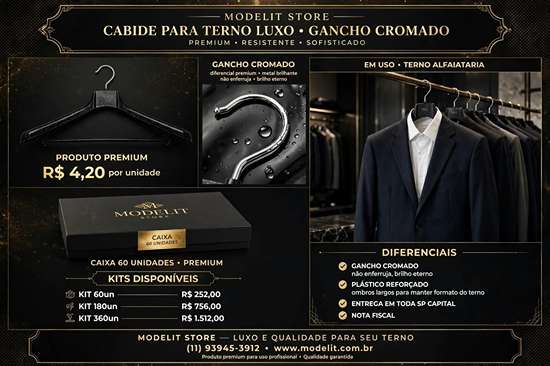 MODELIT STORE
CABIDE PARA TERNO LUXO • GANCHO CROMADO
PREMIUM • RESISTENTE • SOFISTICADO
PRODUTO PREMIUM
R$ 4,20 por unidade
GANCHO CROMADO
diferencial premium • metal brilhante
não enferruja • brilho eterno
EM USO • TERNO ALFAIATARIA
M
MODELIT
STORE
CAIXA
60 UNIDADES
CAIXA 60 UNIDADES • PREMIUM
KITS DISPONÍVEIS
KIT 60un R$ 252,00
KIT 180un R$ 756,00
KIT 360un R$ 1.512,00
DIFERENCIAIS
GANCHO CROMADO
não enferruja, brilho eterno
PLÁSTICO REFORÇADO
ombros largos para manter formato do terno
ENTREGA EM TODA SP CAPITAL
NOTA FISCAL
MODELIT STORE — LUXO E QUALIDADE PARA SEU TERNO
(11) 93945-3912 • www.modelit.com.br
Produto premium para uso profissional • Qualidade garantida